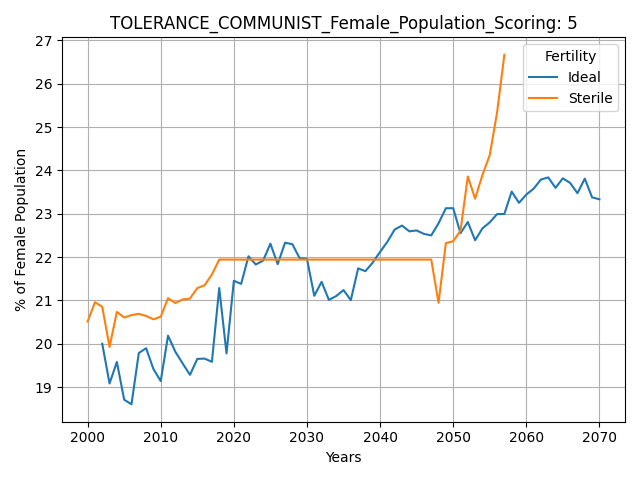 TOLERANCE_COMMUNIST_Female_Population_Scoring: 5
27
26
25
24
23
22
21
20
19
% of Female Population
Fertility
Ideal
Sterile
2000 2010 2020 2030 2040 2050 2060 2070
Years